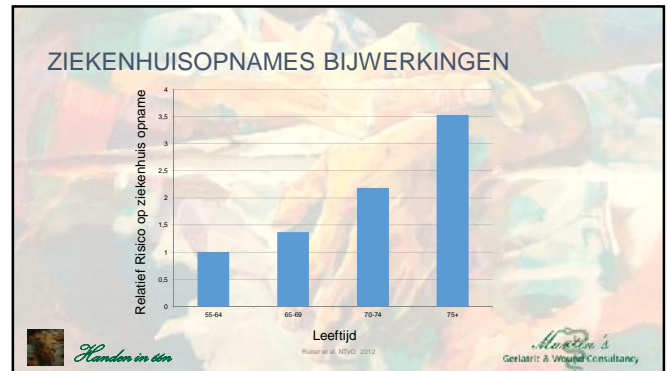 ZIEKENHUISOPNAMES BIJWERKINGEN
Relatief Risico op ziekenhuis opname
4
3,5
3
2,5
2
1,5
1
0,5
0
55-64
65-69
70-74
75+
Leeftijd
Ruiter et al. NTvG. 2012
Handen in één
Martin's
Geriatric & Wound Consultancy